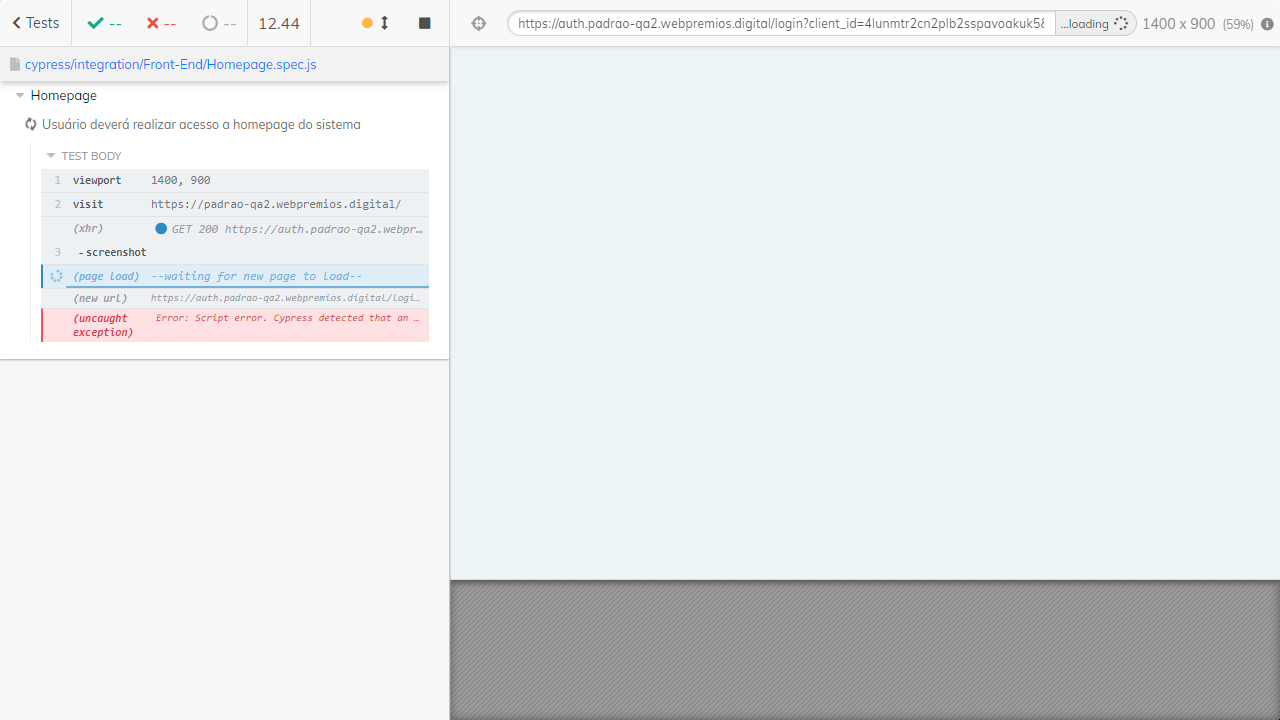 Tests
--
--
--
12.44
https://auth.padrao-qa2.webpremios.digital/login?client_id=4lunmtr2cn2plb2sspavoakuk5&
...loading
1400 x 900 (59%)
cypress/integration/Front-End/Homepage.spec.js
Homepage
Usuário deverá realizar acesso a homepage do sistema
TEST BODY
1 viewport 1400, 900
2 visit https://padrao-qa2.webpremios.digital/
(xhr) GET 200 https://auth.padrao-qa2.webpr…
3 -screenshot
(page load) --waiting for new page to load--
(new url) https://auth.padrao-qa2.webpremios.digital/logi…
(uncaught exception) Error: Script error. Cypress detected that an …